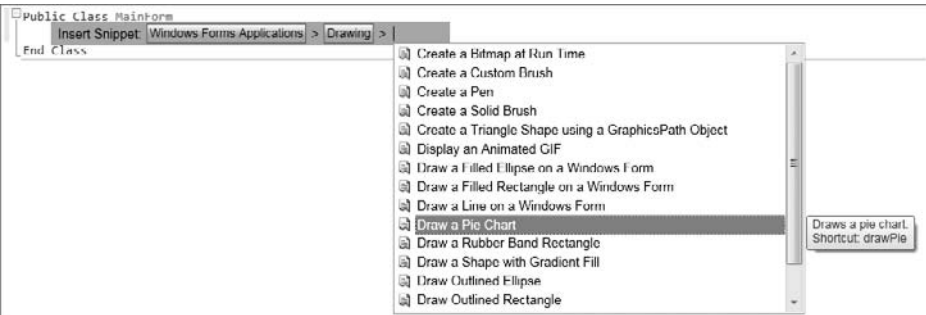 Public Class MainForm
Insert Snippet: Windows Forms Applications > Drawing >
End Class
Create a Bitmap at Run Time
Create a Custom Brush
Create a Pen
Create a Solid Brush
Create a Triangle Shape using a GraphicsPath Object
Display an Animated GIF
Draw a Filled Ellipse on a Windows Form
Draw a Filled Rectangle on a Windows Form
Draw a Line on a Windows Form
Draw a Pie Chart
Draws a pie chart.
Shortcut: drawPie
Draw a Rubber Band Rectangle
Draw a Shape with Gradient Fill
Draw Outlined Ellipse
Draw Outlined Rectangle